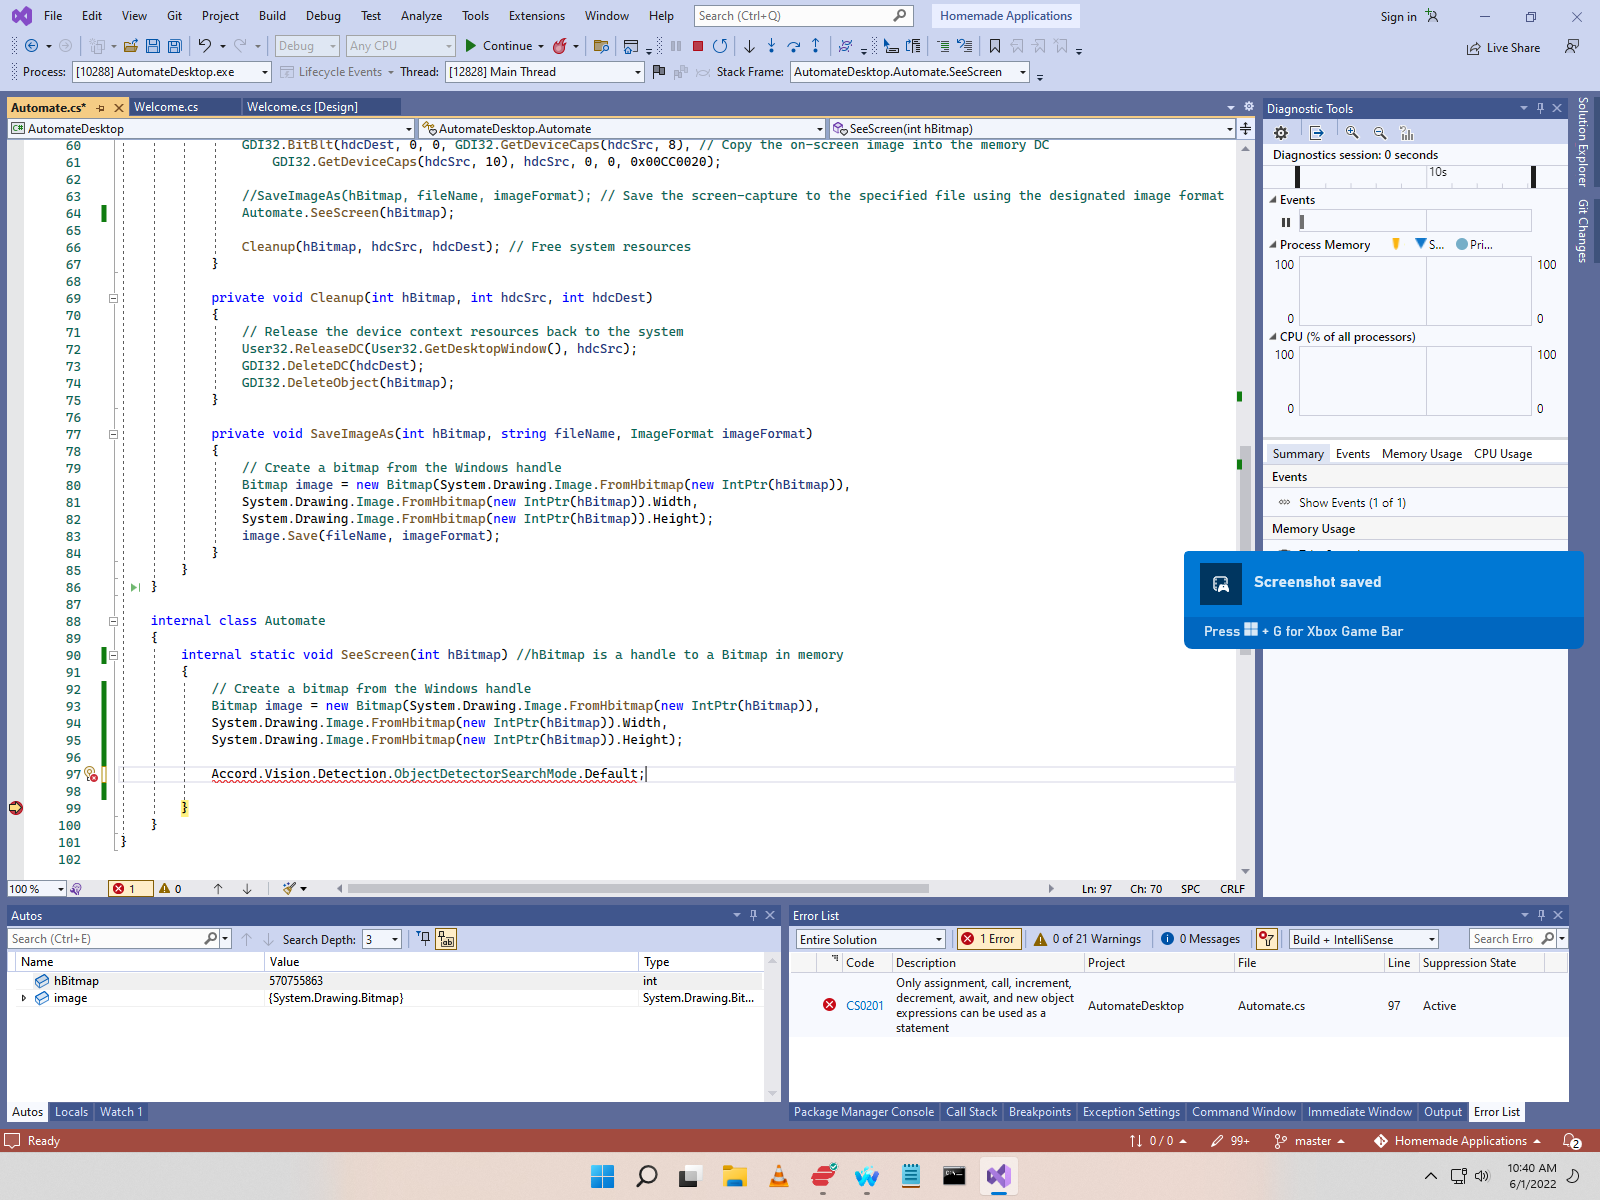 File Edit View Git Project Build Debug Test Analyze Tools Extensions Window Help Search (Ctrl+Q) Homemade Applications Sign in
Debug Any CPU Continue Live Share
Process: [10288] AutomateDesktop.exe Lifecycle Events Thread: [12828] Main Thread Stack Frame: AutomateDesktop.Automate.SeeScreen
Automate.cs* Welcome.cs Welcome.cs [Design]
AutomateDesktop AutomateDesktop.Automate SeeScreen(int hBitmap)
60 GDI32.BitBlt(hdcDest, 0, 0, GDI32.GetDeviceCaps(hdcSrc, 8), // Copy the on-screen image into the memory DC
61 GDI32.GetDeviceCaps(hdcSrc, 10), hdcSrc, 0, 0, 0x00CC0020);
62
63 //SaveImageAs(hBitmap, fileName, imageFormat); // Save the screen-capture to the specified file using the designated image format
64 Automate.SeeScreen(hBitmap);
65
66 Cleanup(hBitmap, hdcSrc, hdcDest); // Free system resources
67 }
68
69 private void Cleanup(int hBitmap, int hdcSrc, int hdcDest)
70 {
71 // Release the device context resources back to the system
72 User32.ReleaseDC(User32.GetDesktopWindow(), hdcSrc);
73 GDI32.DeleteDC(hdcDest);
74 GDI32.DeleteObject(hBitmap);
75 }
76
77 private void SaveImageAs(int hBitmap, string fileName, ImageFormat imageFormat)
78 {
79 // Create a bitmap from the Windows handle
80 Bitmap image = new Bitmap(System.Drawing.Image.FromHbitmap(new IntPtr(hBitmap)),
81 System.Drawing.Image.FromHbitmap(new IntPtr(hBitmap)).Width,
82 System.Drawing.Image.FromHbitmap(new IntPtr(hBitmap)).Height);
83 image.Save(fileName, imageFormat);
84 }
85 }
86 }
87
88 internal class Automate
89 {
90 internal static void SeeScreen(int hBitmap) //hBitmap is a handle to a Bitmap in memory
91 {
92 // Create a bitmap from the Windows handle
93 Bitmap image = new Bitmap(System.Drawing.Image.FromHbitmap(new IntPtr(hBitmap)),
94 System.Drawing.Image.FromHbitmap(new IntPtr(hBitmap)).Width,
95 System.Drawing.Image.FromHbitmap(new IntPtr(hBitmap)).Height);
96
97 Accord.Vision.Detection.ObjectDetectorSearchMode.Default;
98
99 }
100 }
101 }
102
100 % 1 0 Ln: 97 Ch: 70 SPC CRLF
Diagnostic Tools
Diagnostics session: 0 seconds
10s
Events
Process Memory S... Pri...
100 100
0 0
CPU (% of all processors)
100 100
0 0
Summary Events Memory Usage CPU Usage
Events
Show Events (1 of 1)
Memory Usage
Screenshot saved
Press + G for Xbox Game Bar
Solution Explorer
Git Changes
Autos
Search (Ctrl+E) Search Depth: 3
Name Value Type
hBitmap 570755863 int
image {System.Drawing.Bitmap} System.Drawing.Bit...
Autos Locals Watch 1
Error List
Entire Solution 1 Error 0 of 21 Warnings 0 Messages Build + IntelliSense Search Erro
Code Description Project File Line Suppression State
CS0201 Only assignment, call, increment, decrement, await, and new object expressions can be used as a statement AutomateDesktop Automate.cs 97 Active
Package Manager Console Call Stack Breakpoints Exception Settings Command Window Immediate Window Output Error List
Ready 0 / 0 99+ master Homemade Applications 2
10:40 AM
6/1/2022